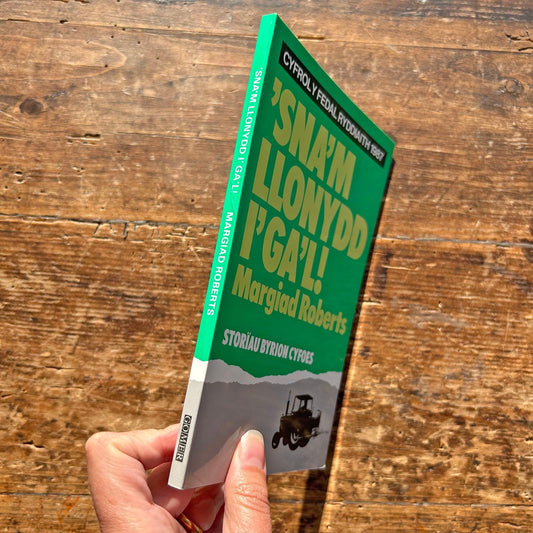 'SNA'M LLONYDD I' GA'L! MARGIAD ROBERTS
GOMER
CYFROL Y FEDAL RYDDIAITH 1987
'SNA'M
LLONYDD
I'GA'L!
Margiad Roberts
STORÏAU BYRION CYFOES